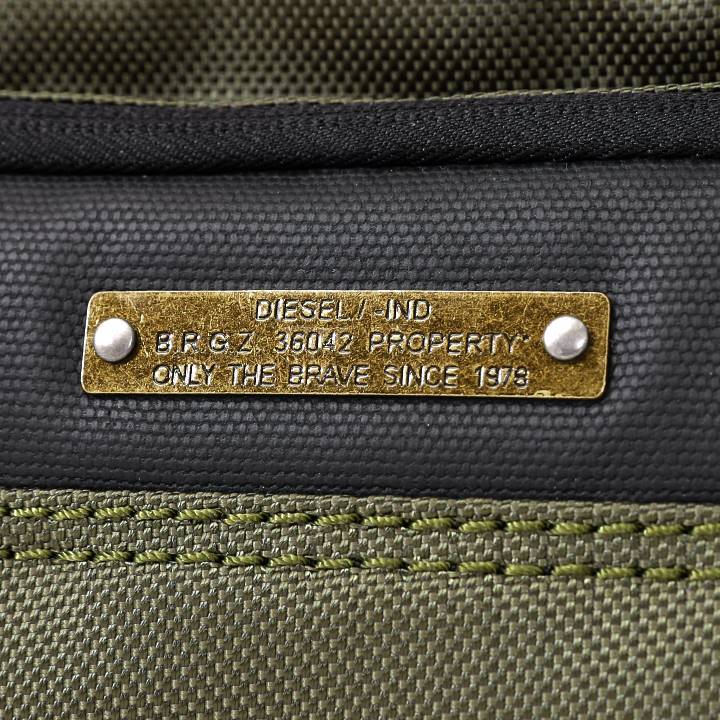 DIESEL / -IND
B.R.G.Z 36042 PROPERTY"
ONLY THE BRAVE SINCE 1978